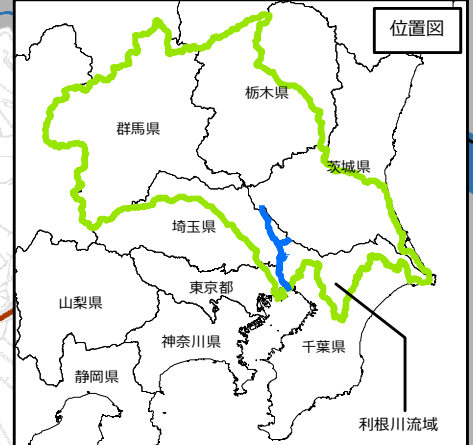 位置図
栃木県
群馬県
茨城県
埼玉県
東京都
山梨県
神奈川県
千葉県
静岡県
利根川流域